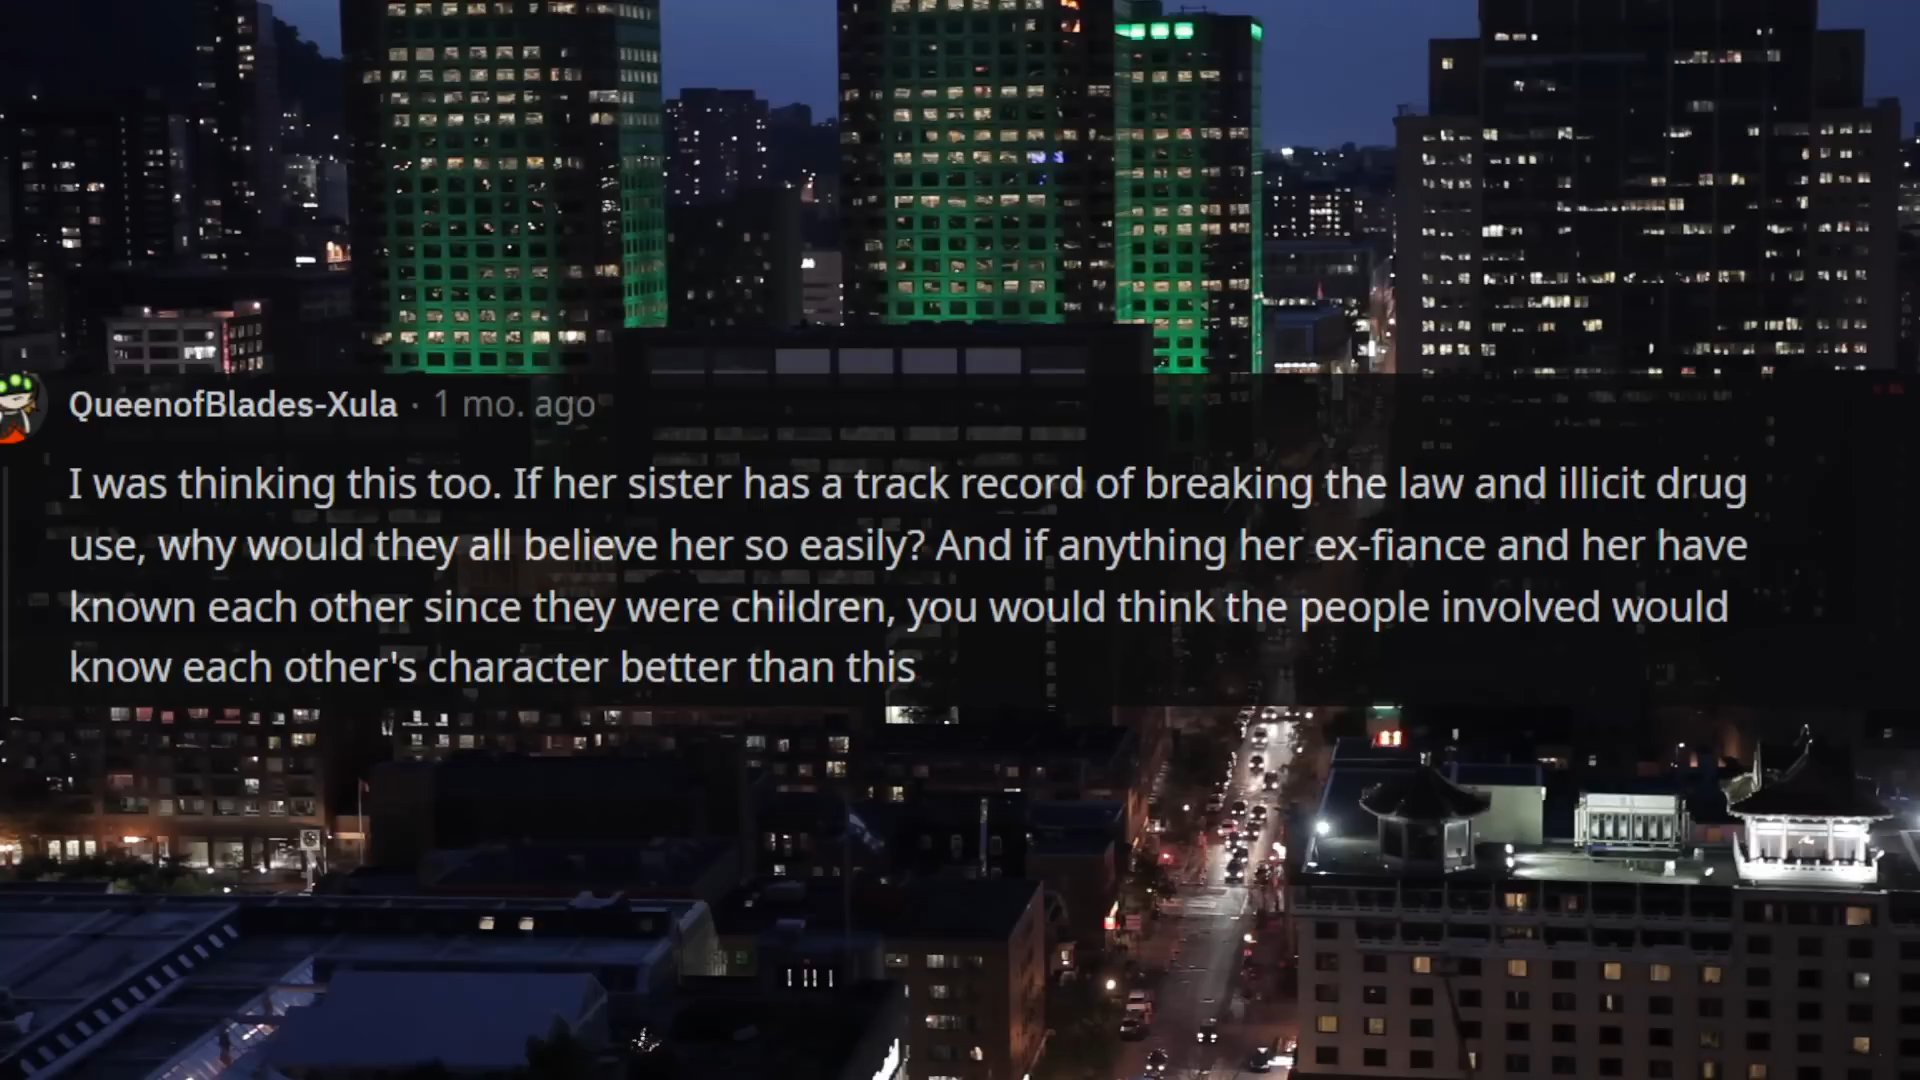 QueenofBlades-Xula · 1 mo. ago
I was thinking this too. If her sister has a track record of breaking the law and illicit drug
use, why would they all believe her so easily? And if anything her ex-fiance and her have
known each other since they were children, you would think the people involved would
know each other's character better than this